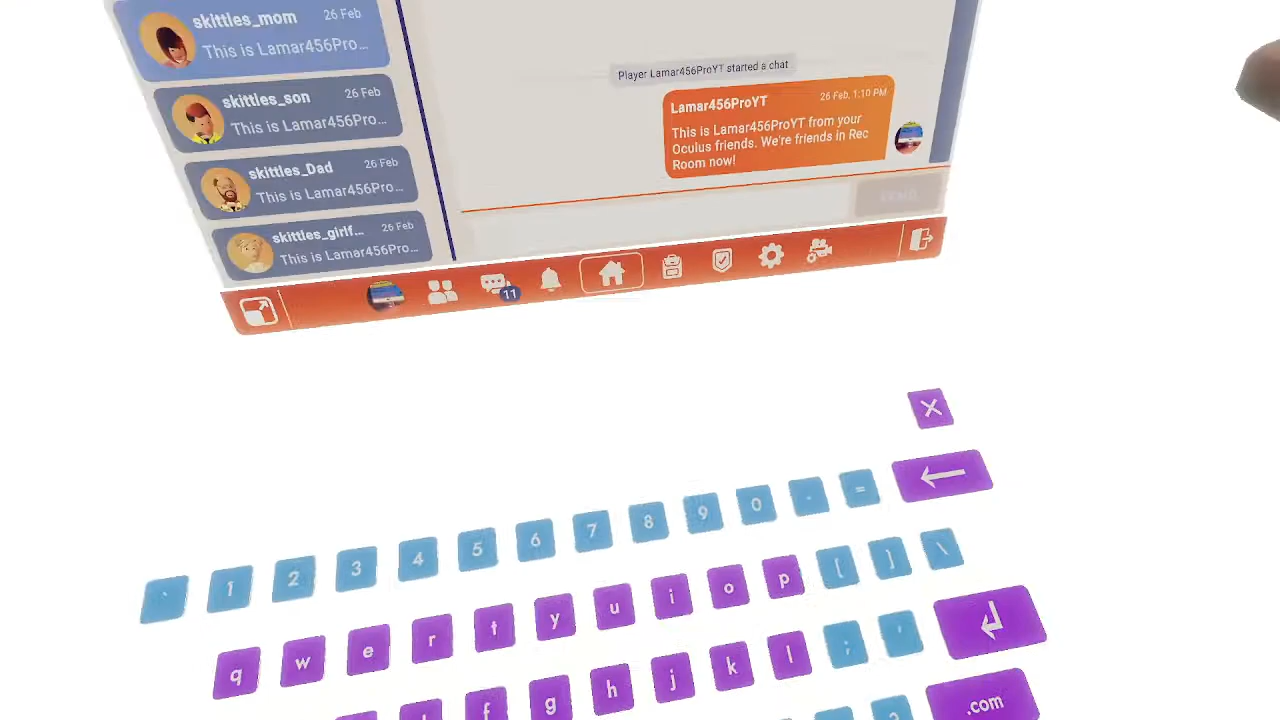 skittles_mom
26 Feb
This is Lamar456Pro...
skittles_son
26 Feb
This is Lamar456Pro...
skittles_Dad
26 Feb
This is Lamar456Pro...
skittles_girlf...
26 Feb
This is Lamar456Pro...
Player Lamar456ProYT started a chat
Lamar456ProYT
26 Feb, 1:10 PM
This is Lamar456ProYT from your
Oculus friends. We're friends in Rec
Room now!
SEND
11
` 1 2 3 4 5 6 7 8 9 0 - =
q w e r t y u i o p [ ] \
f g h j k l ; '
.com